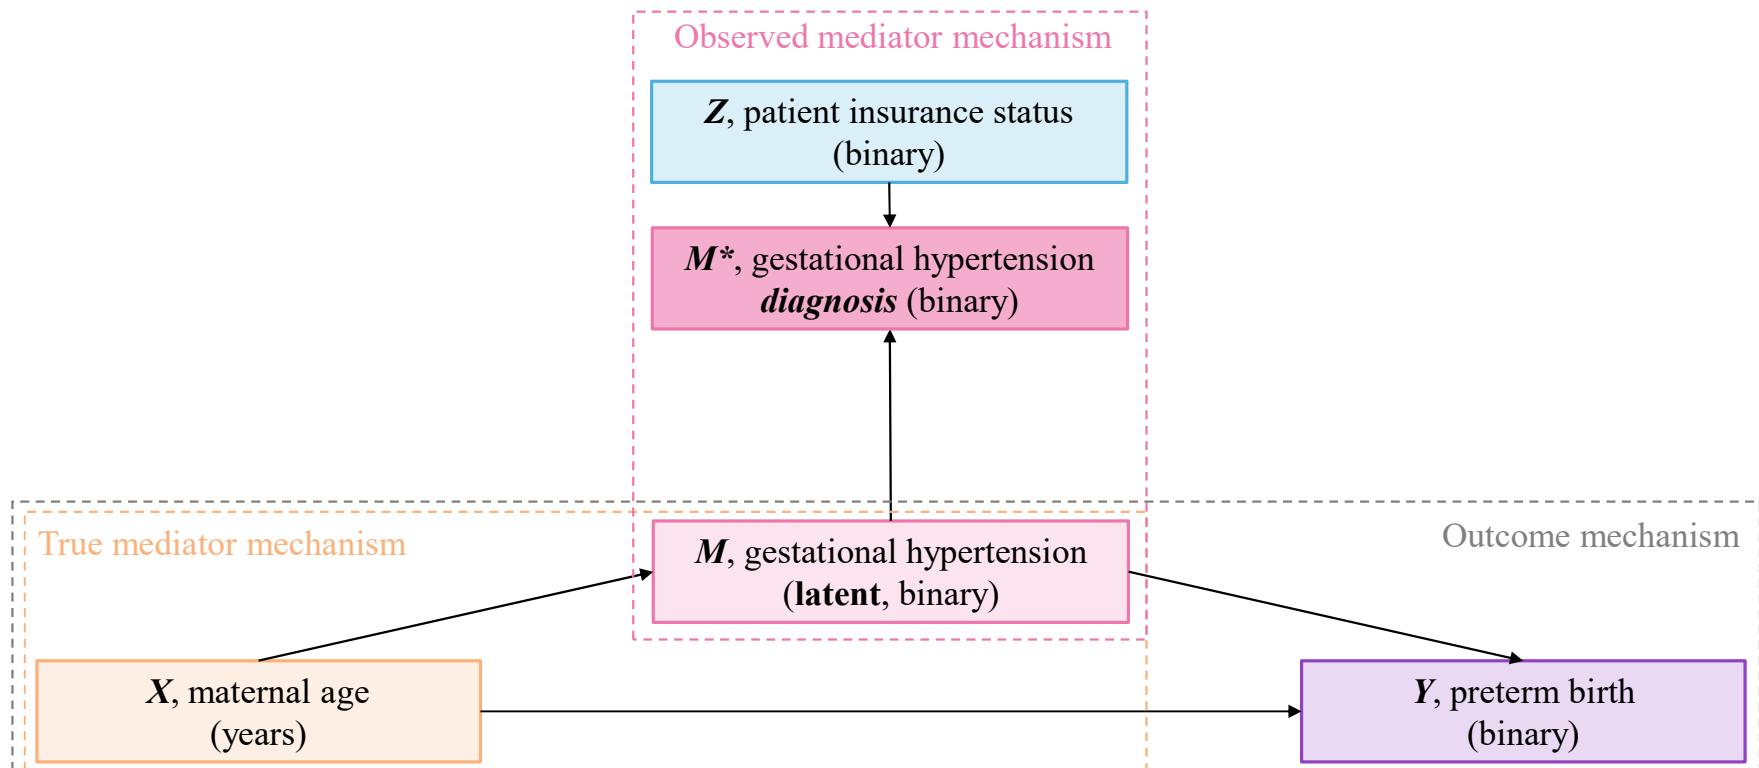 Observed mediator mechanism
Z, patient insurance status
(binary)
M*, gestational hypertension
diagnosis (binary)
True mediator mechanism
M, gestational hypertension
(latent, binary)
Outcome mechanism
X, maternal age
(years)
Y, preterm birth
(binary)